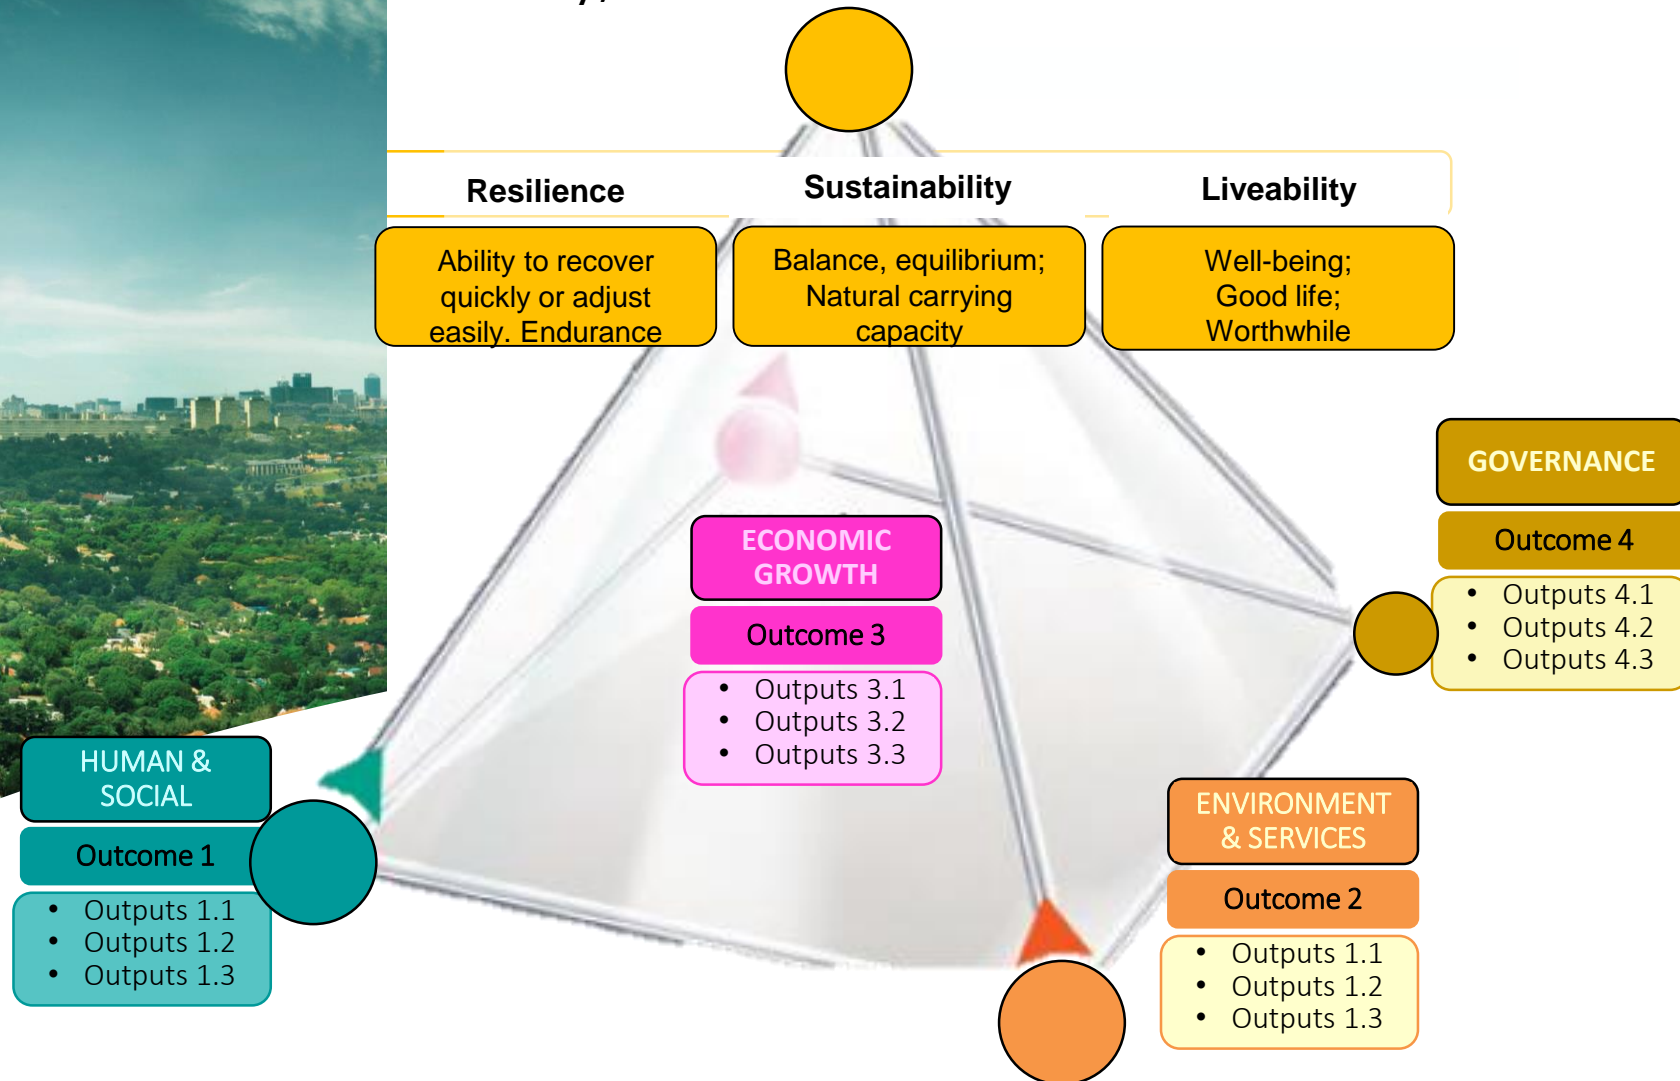 Resilience
Sustainability
Liveability
Ability to recover
quickly or adjust
easily. Endurance
Balance, equilibrium;
Natural carrying
capacity
Well-being;
Good life;
Worthwhile
GOVERNANCE
Outcome 4
• Outputs 4.1
• Outputs 4.2
• Outputs 4.3
ECONOMIC
GROWTH
Outcome 3
• Outputs 3.1
• Outputs 3.2
• Outputs 3.3
HUMAN &
SOCIAL
Outcome 1
• Outputs 1.1
• Outputs 1.2
• Outputs 1.3
ENVIRONMENT
& SERVICES
Outcome 2
• Outputs 1.1
• Outputs 1.2
• Outputs 1.3